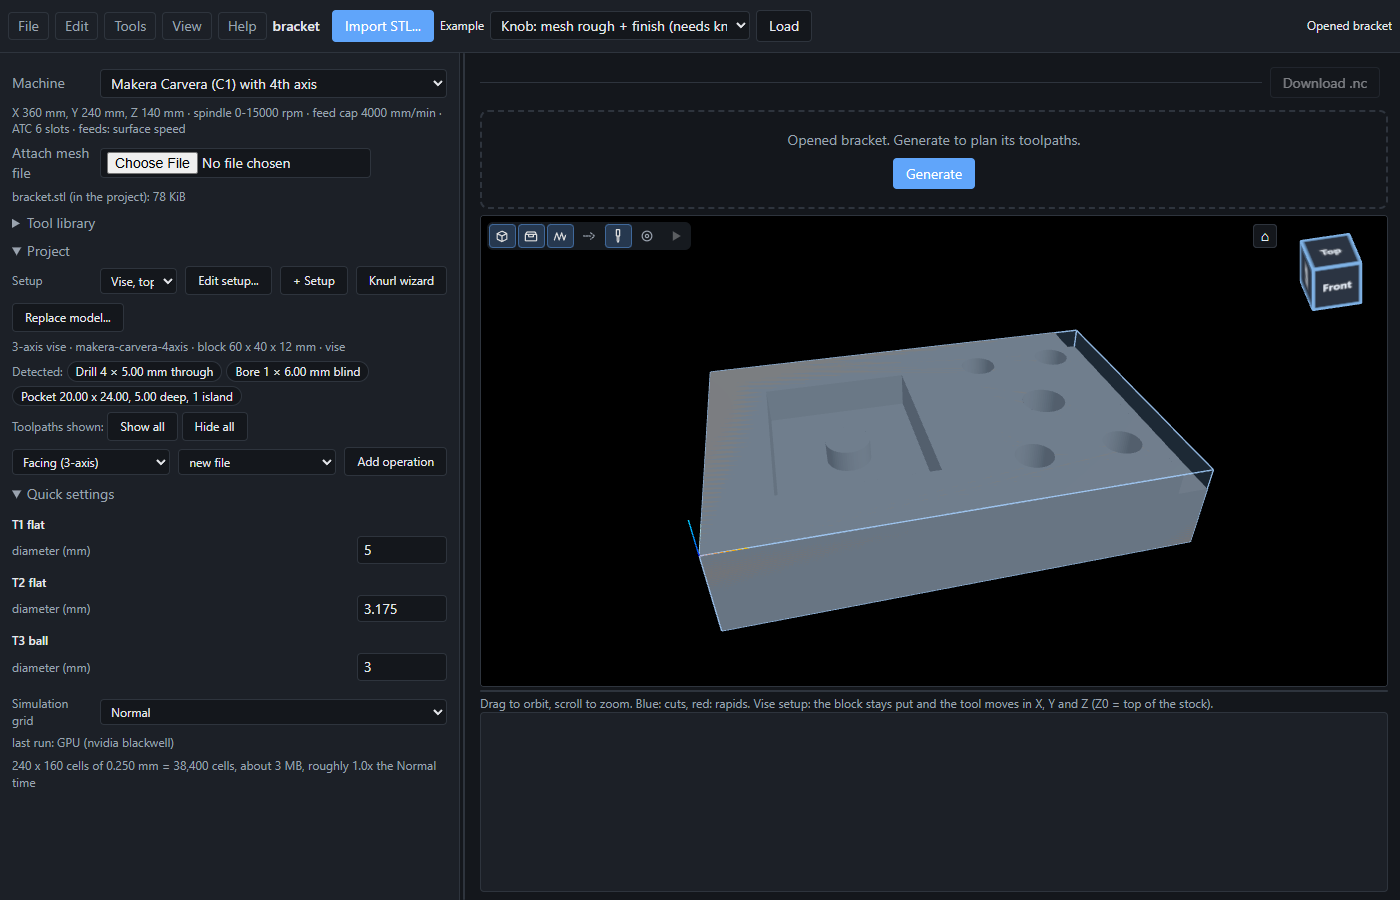 File Edit Tools View Help bracket Import STL... Example Knob: mesh rough + finish (needs kn Load Opened bracket
Machine Makera Carvera (C1) with 4th axis
X 360 mm, Y 240 mm, Z 140 mm · spindle 0-15000 rpm · feed cap 4000 mm/min ·
ATC 6 slots · feeds: surface speed
Attach mesh file Choose File No file chosen
bracket.stl (in the project): 78 KiB
Tool library
Project
Setup Vise, top Edit setup... + Setup Knurl wizard
Replace model...
3-axis vise · makera-carvera-4axis · block 60 x 40 x 12 mm · vise
Detected: Drill 4 × 5.00 mm through Bore 1 × 6.00 mm blind
Pocket 20.00 x 24.00, 5.00 deep, 1 island
Toolpaths shown: Show all Hide all
Facing (3-axis) new file Add operation
Quick settings
T1 flat
diameter (mm) 5
T2 flat
diameter (mm) 3.175
T3 ball
diameter (mm) 3
Simulation grid Normal
last run: GPU (nvidia blackwell)
240 x 160 cells of 0.250 mm = 38,400 cells, about 3 MB, roughly 1.0x the Normal
time
Download .nc
Opened bracket. Generate to plan its toolpaths.
Generate
Top
Front
Drag to orbit, scroll to zoom. Blue: cuts, red: rapids. Vise setup: the block stays put and the tool moves in X, Y and Z (Z0 = top of the stock).